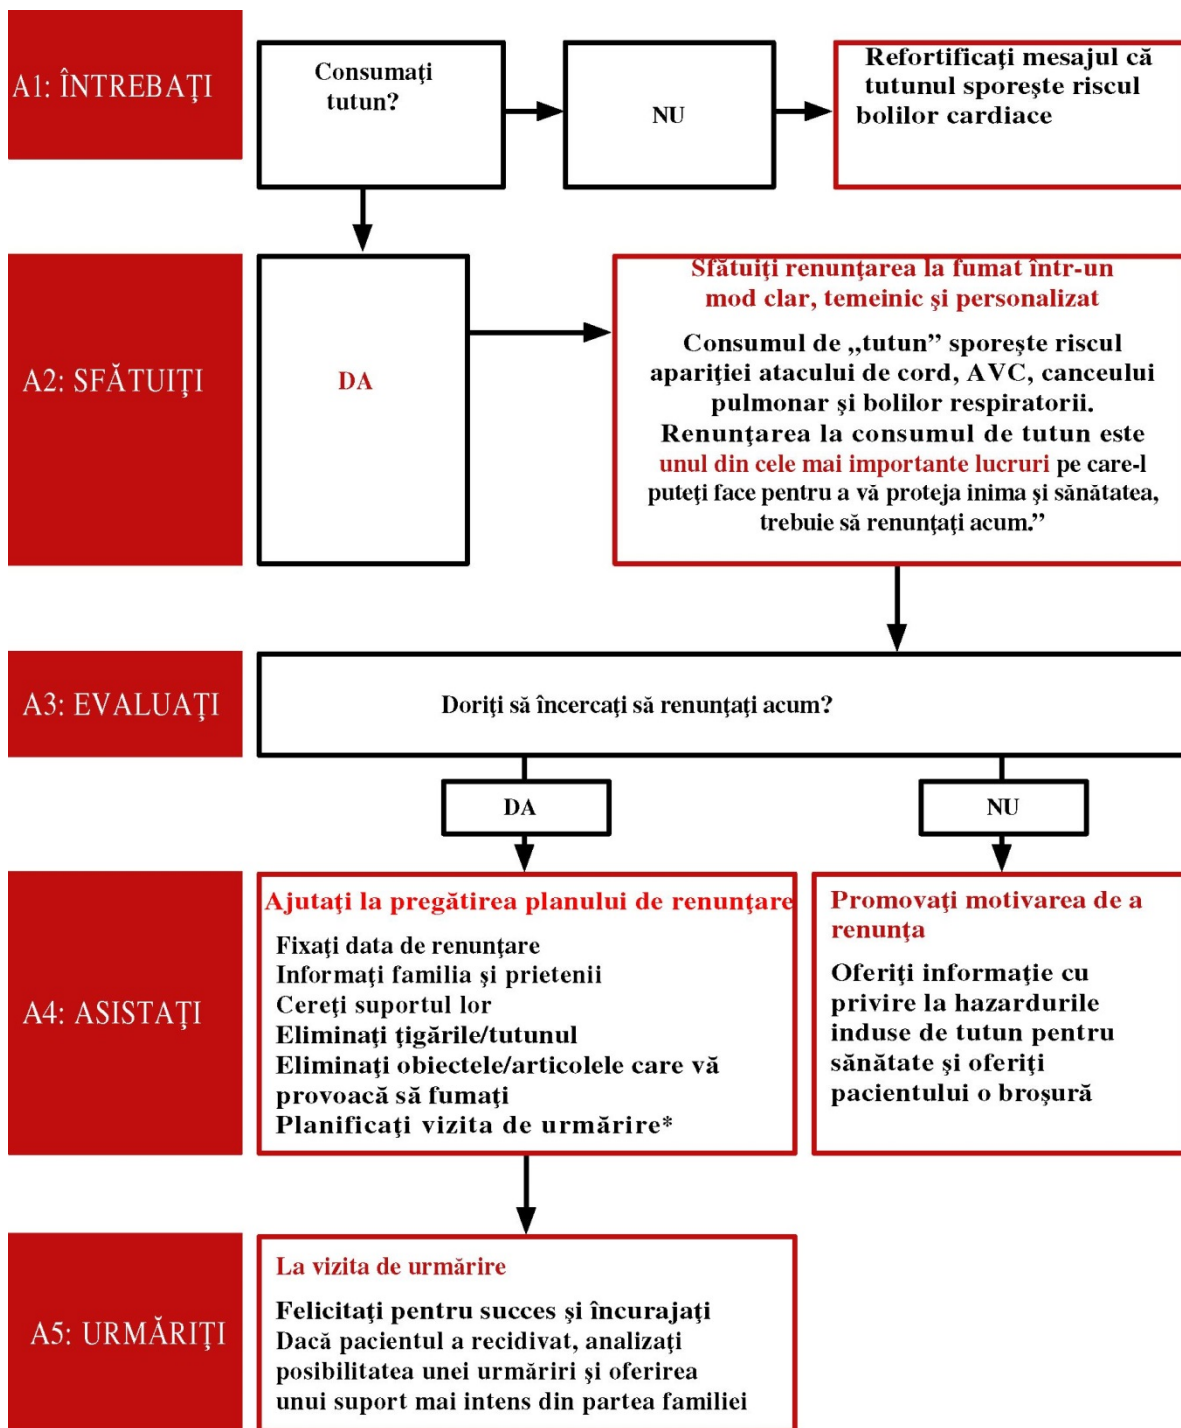 A1: ÎNTREBAŢI
Consumaţi
tutun?
NU
Refortificaţi mesajul că
tutunul sporeşte riscul
bolilor cardiace
A2: SFĂTUIŢI
DA
Sfătuiţi renunţarea la fumat într-un
mod clar, temeinic şi personalizat
Consumul de „tutun” sporeşte riscul
apariţiei atacului de cord, AVC, canceului
pulmonar şi bolilor respiratorii.
Renunţarea la consumul de tutun este
unul din cele mai importante lucruri pe care-l
puteţi face pentru a vă proteja inima şi sănătatea,
trebuie să renunţati acum.”
A3: EVALUAŢI
Doriţi să încercaţi să renunţati acum?
DA
NU
A4: ASISTAŢI
Ajutaţi la pregătirea planului de renunţare
Fixaţi data de renunţare
Informaţi familia şi prietenii
Cereţi suportul lor
Eliminaţi ţigările/tutunul
Eliminaţi obiectele/articolele care vă
provoacă să fumaţi
Planificaţi vizita de urmărire*
Promovaţi motivarea de a
renunţa
Oferiţi informaţie cu
privire la hazardurile
induse de tutun pentru
sănătate şi oferiţi
pacientului o broşură
A5: URMĂRIŢI
La vizita de urmărire
Felicitaţi pentru succes şi încurajaţi
Dacă pacientul a recidivat, analizaţi
posibilitatea unei urmăriri şi oferirea
unui suport mai intens din partea familiei